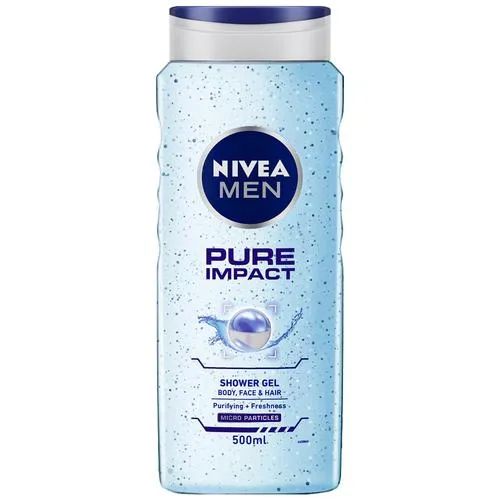 NIVEA
MEN
PURE
IMPACT
SHOWER GEL
BODY, FACE & HAIR
Purifying + Freshness
MICRO PARTICLES
500ml